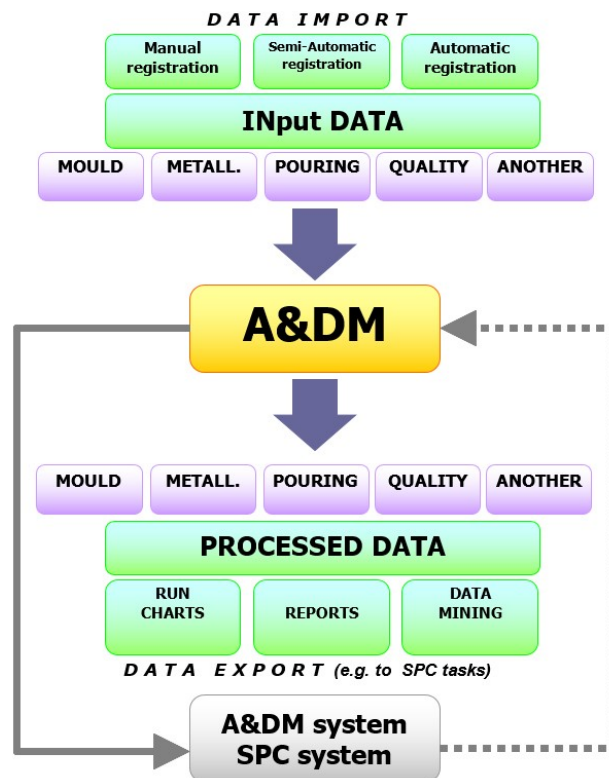 DATA IMPORT
Manual registration
Semi-Automatic registration
Automatic registration
INput DATA
MOULD
METALL.
POURING
QUALITY
ANOTHER
A&DM
MOULD
METALL.
POURING
QUALITY
ANOTHER
PROCESSED DATA
RUN CHARTS
REPORTS
DATA MINING
DATA EXPORT (e.g. to SPC tasks)
A&DM system
SPC system